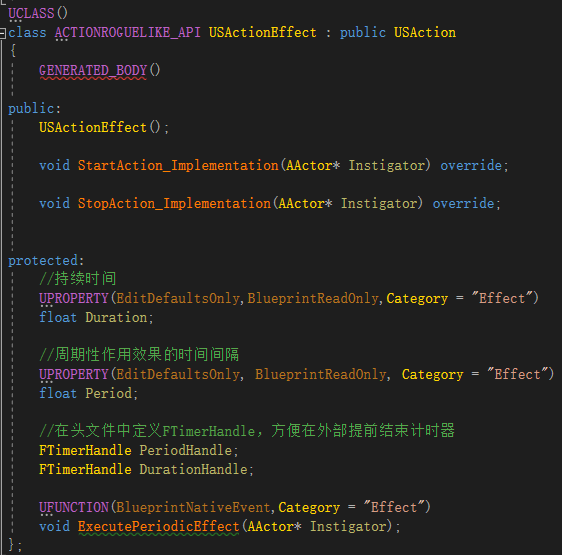 UCLASS()
class ACTIONROGUELIKE_API USActionEffect : public USAction
{
GENERATED_BODY()
public:
USActionEffect();
void StartAction_Implementation(AActor* Instigator) override;
void StopAction_Implementation(AActor* Instigator) override;
protected:
//持续时间
UPROPERTY(EditDefaultsOnly,BlueprintReadOnly,Category = "Effect")
float Duration;
//周期性作用效果的时间间隔
UPROPERTY(EditDefaultsOnly, BlueprintReadOnly, Category = "Effect")
float Period;
//在头文件中定义FTimerHandle，方便在外部提前结束计时器
FTimerHandle PeriodHandle;
FTimerHandle DurationHandle;
UFUNCTION(BlueprintNativeEvent,Category = "Effect")
void ExecutePeriodicEffect(AActor* Instigator);
};